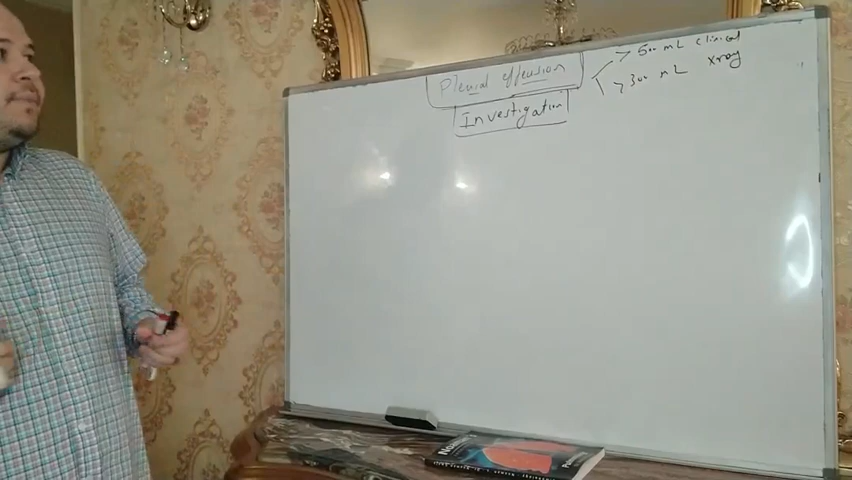 Pleural effusion
> 500 mL clinical
> 300 mL xray
Investigation